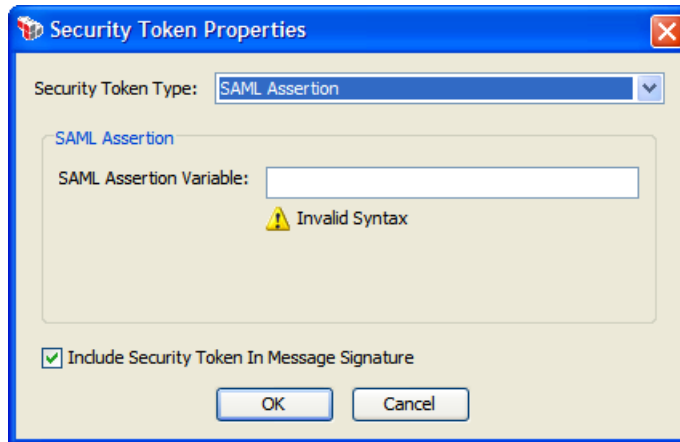 Security Token Properties
Security Token Type: SAML Assertion
SAML Assertion
SAML Assertion Variable:
Invalid Syntax
Include Security Token In Message Signature
OK Cancel